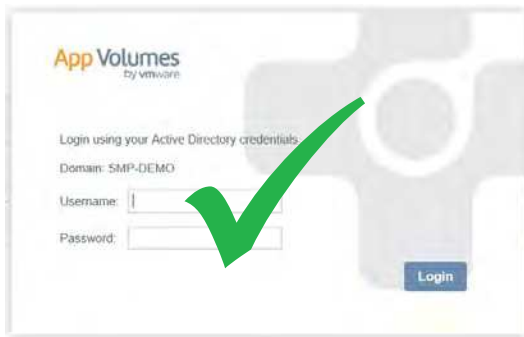 App Volumes
by vmware
Login using your Active Directory credentials.
Domain: SMP-DEMO
Username:
Password:
Login